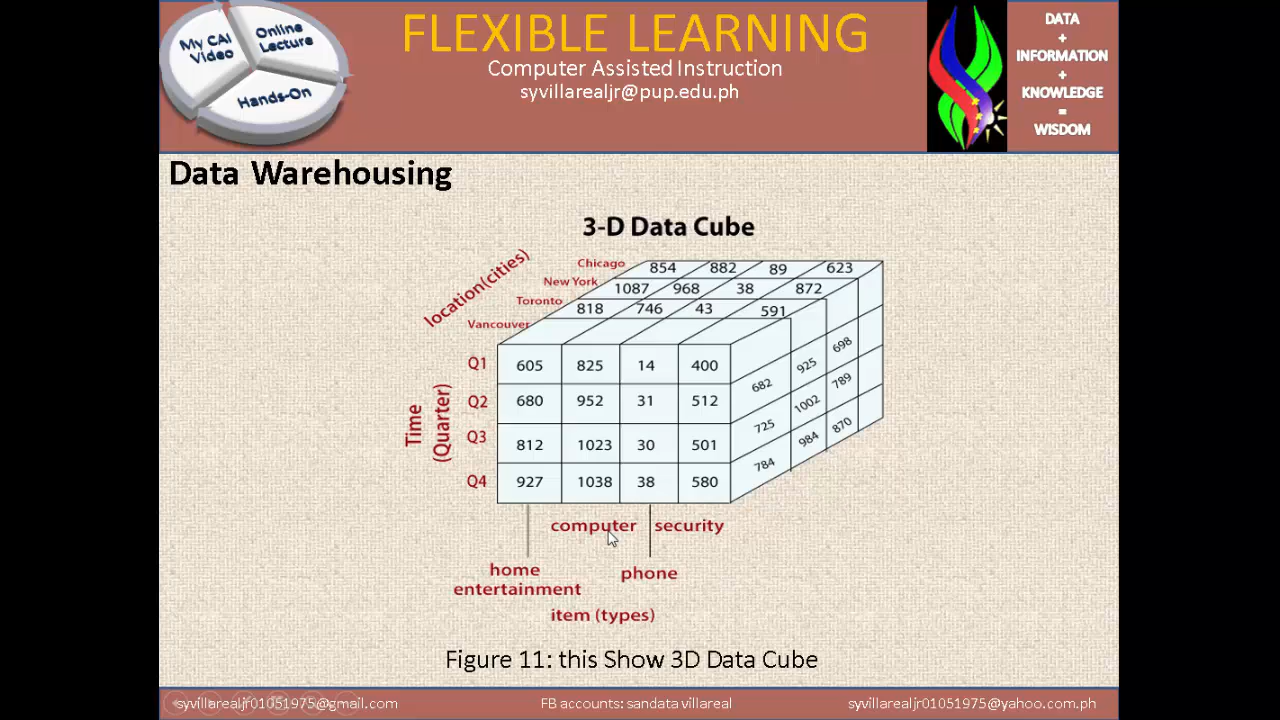 My CAI
Video
Online
Lecture
Hands-On
FLEXIBLE LEARNING
Computer Assisted Instruction
syvillarealjr@pup.edu.ph
DATA
+
INFORMATION
+
KNOWLEDGE
=
WISDOM
Data Warehousing
3-D Data Cube
location(cities)
Chicago 854 882 89 623
New York 1087 968 38 872
Toronto 818 746 43 591
Vancouver
Time
(Quarter)
Q1 605 825 14 400
Q2 680 952 31 512
Q3 812 1023 30 501
Q4 927 1038 38 580
682 925 698
725 1002 789
784 984 870
computer security
home
entertainment
phone
item (types)
Figure 11: this Show 3D Data Cube
syvillarealjr01051975@gmail.com FB accounts: sandata villareal syvillarealjr01051975@yahoo.com.ph